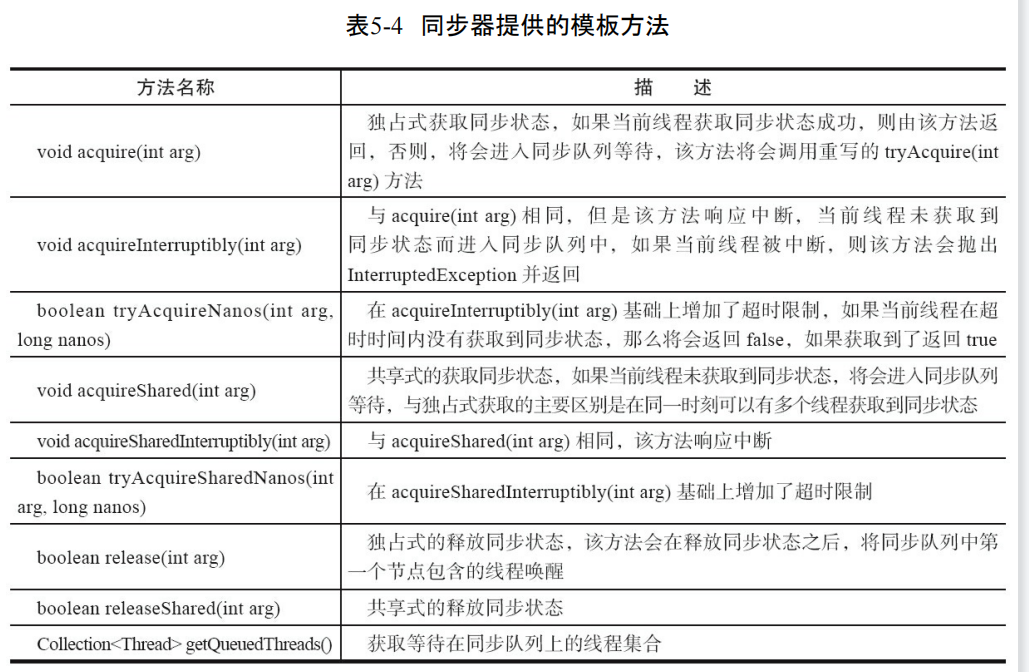 表5-4 同步器提供的模板方法
方法名称
描 述
void acquire(int arg)
独占式获取同步状态，如果当前线程获取同步状态成功，则由该方法返
回，否则，将会进入同步队列等待，该方法将会调用重写的 tryAcquire(int
arg) 方法
void acquireInterruptibly(int arg)
与 acquire(int arg) 相同，但是该方法响应中断，当前线程未获取到
同步状态而进入同步队列中，如果当前线程被中断，则该方法会抛出
InterruptedException 并返回
boolean tryAcquireNanos(int arg,
long nanos)
在 acquireInterruptibly(int arg) 基础上增加了超时限制，如果当前线程在超
时时间内没有获取到同步状态，那么将会返回 false，如果获取到了返回 true
void acquireShared(int arg)
共享式的获取同步状态，如果当前线程未获取到同步状态，将会进入同步队列
等待，与独占式获取的主要区别是在同一时刻可以有多个线程获取到同步状态
void acquireSharedInterruptibly(int arg)
与 acquireShared(int arg) 相同，该方法响应中断
boolean tryAcquireSharedNanos(int
arg, long nanos)
在 acquireSharedInterruptibly(int arg) 基础上增加了超时限制
boolean release(int arg)
独占式的释放同步状态，该方法会在释放同步状态之后，将同步队列中第
一个节点包含的线程唤醒
boolean releaseShared(int arg)
共享式的释放同步状态
Collection<Thread> getQueuedThreads()
获取等待在同步队列上的线程集合